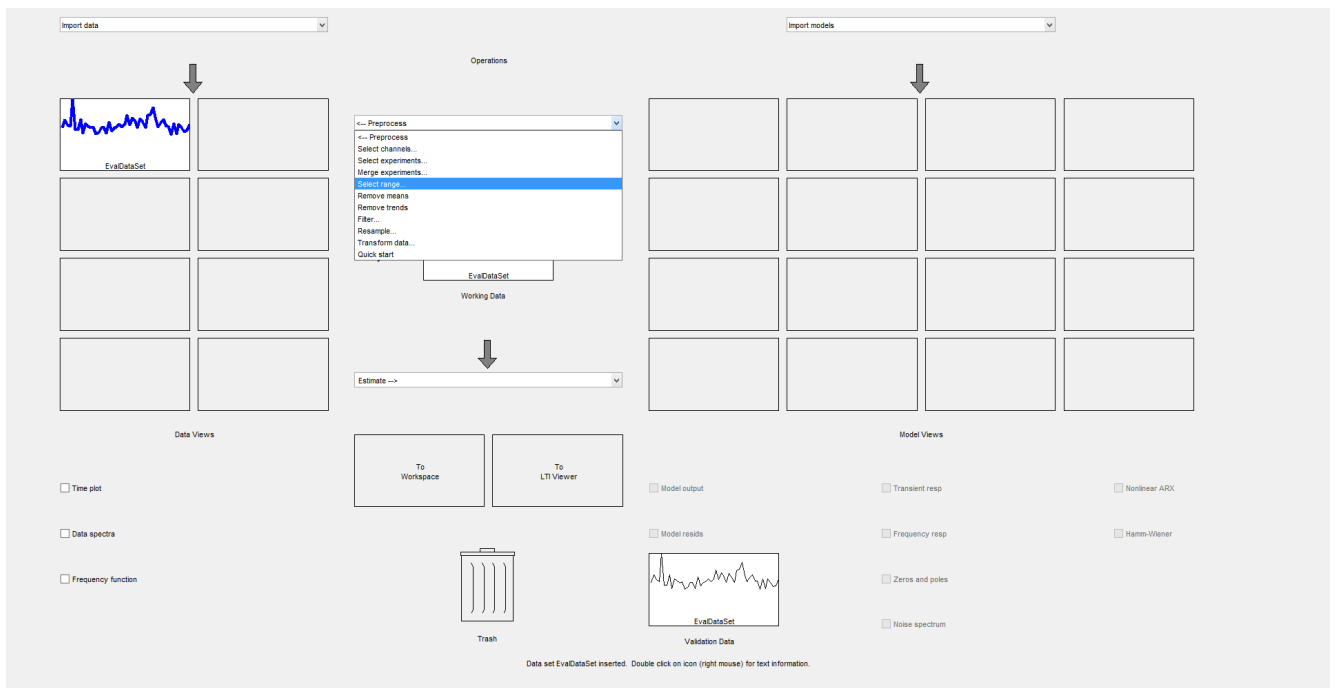 Import data
Import models
Operations
EvalDataSet
<-- Preprocess
<-- Preprocess
Select channels...
Select experiments...
Merge experiments...
Select range...
Remove means
Remove trends
Filter...
Resample...
Transform data...
Quick start
EvalDataSet
Working Data
Estimate -->
Data Views
Model Views
To
Workspace
To
LTI Viewer
Time plot
Data spectra
Frequency function
Model output
Transient resp
Nonlinear ARX
Model resids
Frequency resp
Hamm-Wiener
Zeros and poles
Noise spectrum
EvalDataSet
Trash
Validation Data
Data set EvalDataSet inserted. Double click on icon (right mouse) for text information.